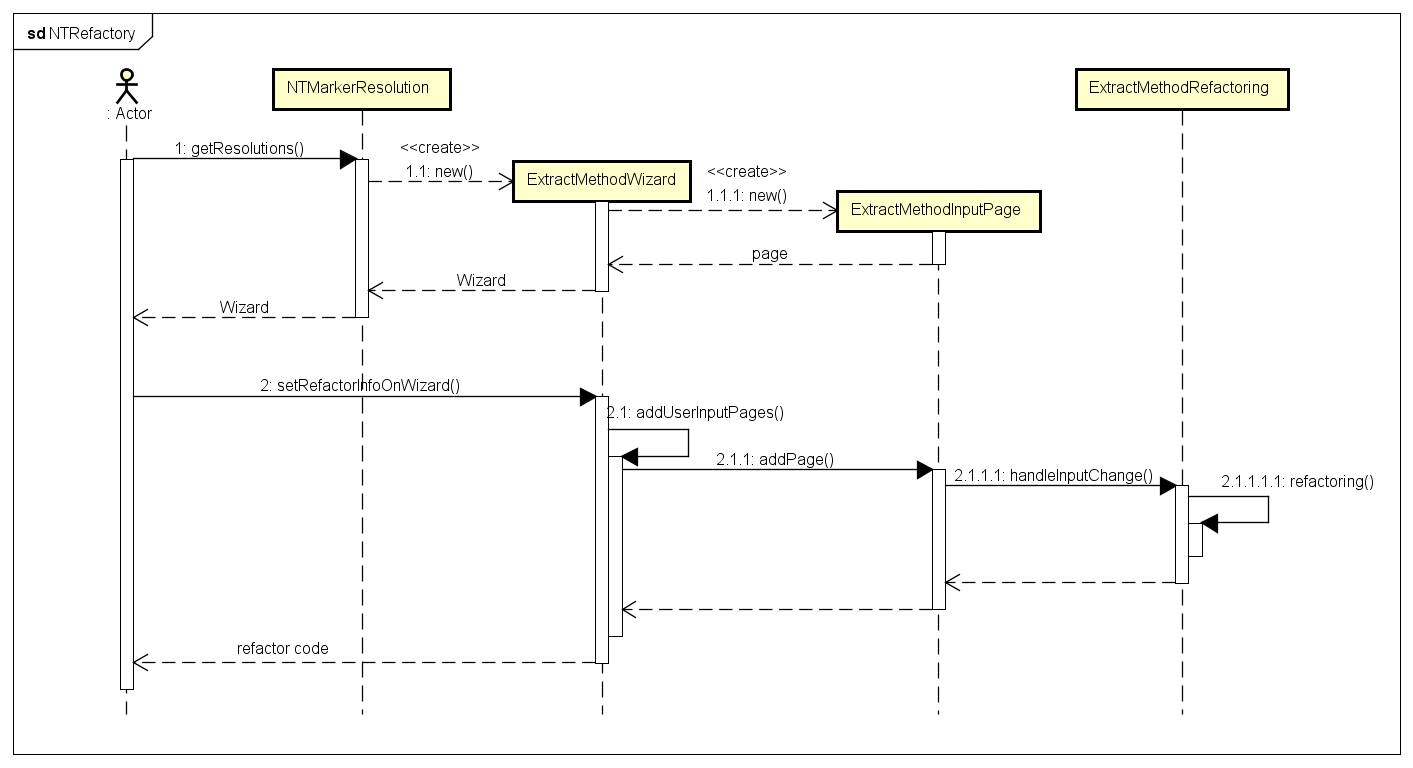 sd NTRefactory
NTMarkerResolution
ExtractMethodRefactoring
: Actor
1: getResolutions()
<<create>>
1.1: new()
ExtractMethodWizard
<<create>>
1.1.1: new()
ExtractMethodInputPage
page
Wizard
Wizard
2: setRefactorInfoOnWizard()
2.1: addUserInputPages()
2.1.1: addPage()
2.1.1.1: handleInputChange()
2.1.1.1.1: refactoring()
refactor code